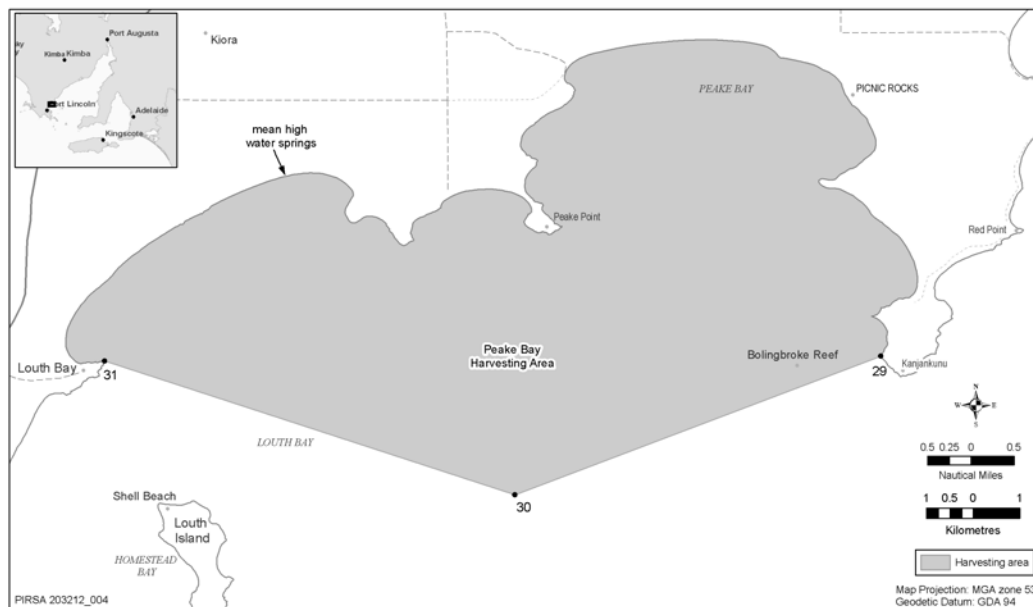 Port Augusta
Kimba Kimba
Port Lincoln
Adelaide
Kingscote
Kiora
PEAKE BAY
PICNIC ROCKS
mean high
water springs
Peake Point
Red Point
Peake Bay
Harvesting Area
Bolingbroke Reef
Louth Bay
31
29
Kanjankunu
LOUTH BAY
30
Shell Beach
Louth
Island
HOMESTEAD
BAY
N
W E
S
0.5 0.25 0 0.5
Nautical Miles
1 0.5 0 1
Kilometres
Harvesting area
PIRSA 203212_004
Map Projection: MGA zone 53
Geodetic Datum: GDA 94